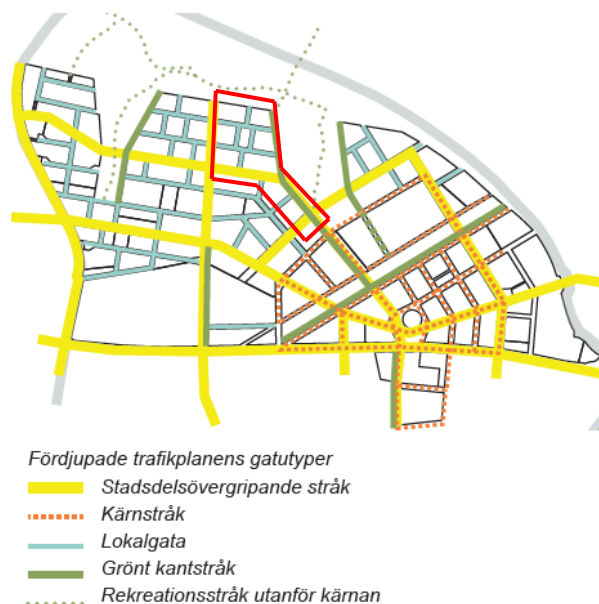 Fördjupade trafikplanens gatutyper
Stadsdelsövergripande stråk
Kärnstråk
Lokalgata
Grönt kantstråk
Rekreationsstråk utanför kärnan